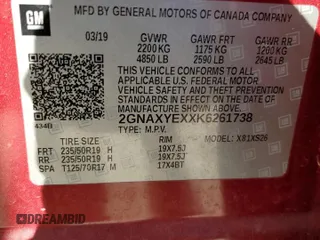 GM
MFD BY GENERAL MOTORS OF CANADA COMPANY
03/19 GVWR GAWR FRT GAWR RR
2200 KG 1175 KG 1200 KG
4850 LB 2590 LB 2645 LB
THIS VEHICLE CONFORMS TO ALL
APPLICABLE U.S. FEDERAL MOTOR
VEHICLE SAFETY AND THEFT
PREVENTION STANDARDS IN EFFECT
ON THE DATE OF MANUFACTURE
SHOWN ABOVE.
2GNAXYEXXK6261738
TYPE: M.P.V. MODEL: XR1XS26
TIRE SIZE RIM
FRT 235/50R19 H 19X7.5J
RR 235/50R19 H 19X7.5J
SPA T125/70R17 M 17X4BT
AUTOBIDMASTER